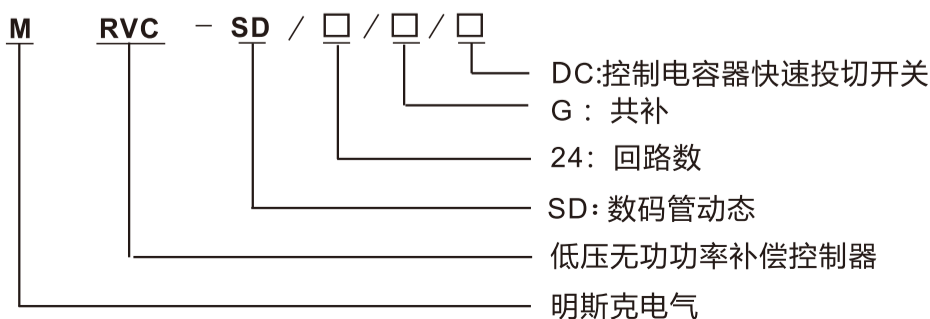 M RVC - SD / □ / □ / □
DC:控制电容器快速投切开关
G：共补
24：回路数
SD：数码管动态
低压无功功率补偿控制器
明斯克电气